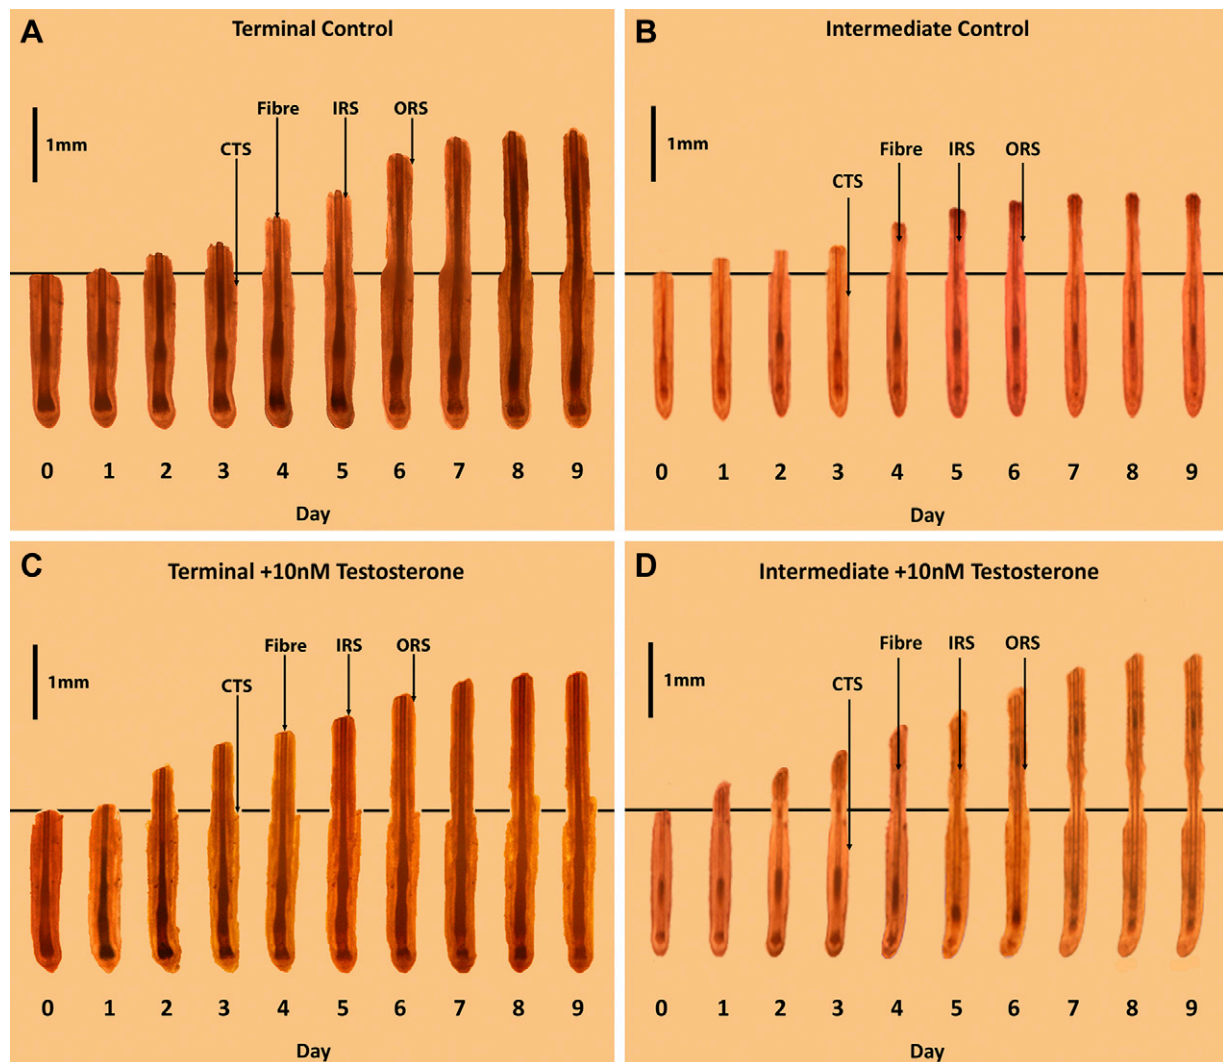 A
Terminal Control
1mm
CTS
Fibre
IRS
ORS
0 1 2 3 4 5 6 7 8 9
Day
B
Intermediate Control
1mm
CTS
Fibre
IRS
ORS
0 1 2 3 4 5 6 7 8 9
Day
C
Terminal +10nM Testosterone
1mm
CTS
Fibre
IRS
ORS
0 1 2 3 4 5 6 7 8 9
Day
D
Intermediate +10nM Testosterone
1mm
CTS
Fibre
IRS
ORS
0 1 2 3 4 5 6 7 8 9
Day